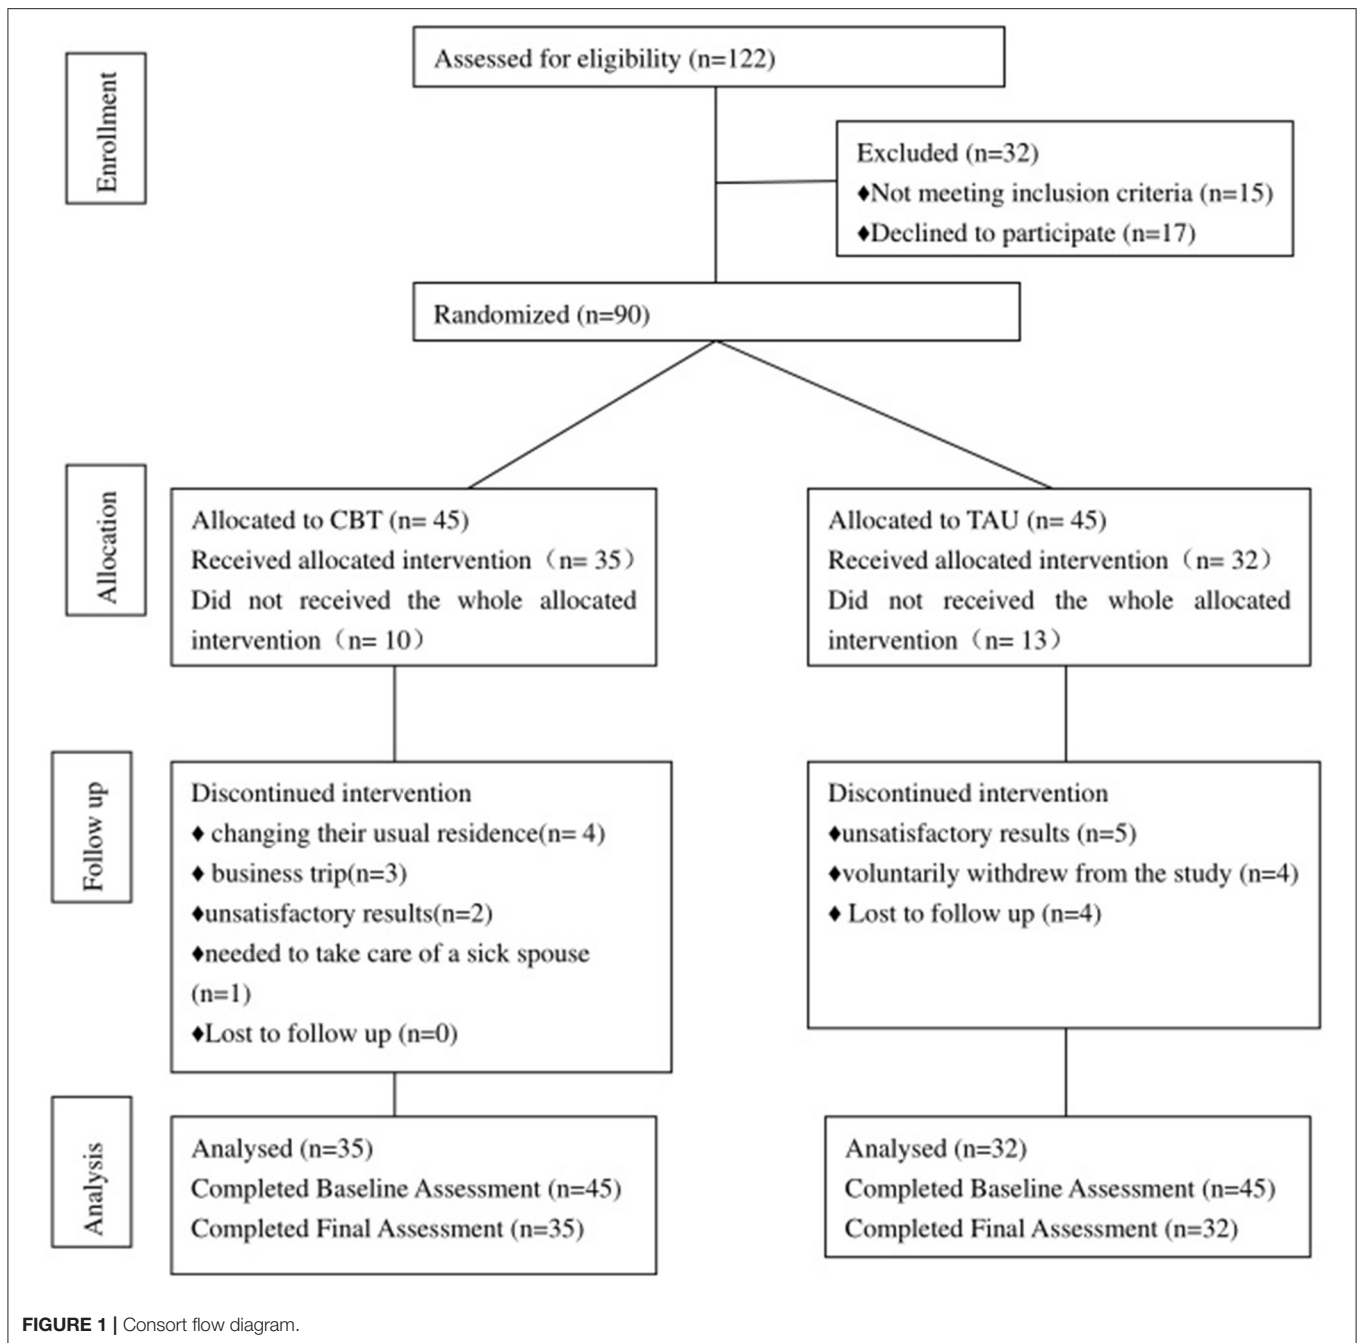 Enrollment
Assessed for eligibility (n=122)
Excluded (n=32)
♦Not meeting inclusion criteria (n=15)
♦Declined to participate (n=17)
Randomized (n=90)
Allocation
Allocated to CBT (n= 45)
Received allocated intervention（n= 35）
Did not received the whole allocated
intervention（n= 10）
Allocated to TAU (n= 45)
Received allocated intervention（n= 32）
Did not received the whole allocated
intervention（n= 13）
Follow up
Discontinued intervention
♦ changing their usual residence(n= 4)
♦ business trip(n=3)
♦unsatisfactory results(n=2)
♦needed to take care of a sick spouse
(n=1)
♦Lost to follow up (n=0)
Discontinued intervention
♦unsatisfactory results (n=5)
♦voluntarily withdrew from the study (n=4)
♦ Lost to follow up (n=4)
Analysis
Analysed (n=35)
Completed Baseline Assessment (n=45)
Completed Final Assessment (n=35)
Analysed (n=32)
Completed Baseline Assessment (n=45)
Completed Final Assessment (n=32)
FIGURE 1 | Consort flow diagram.